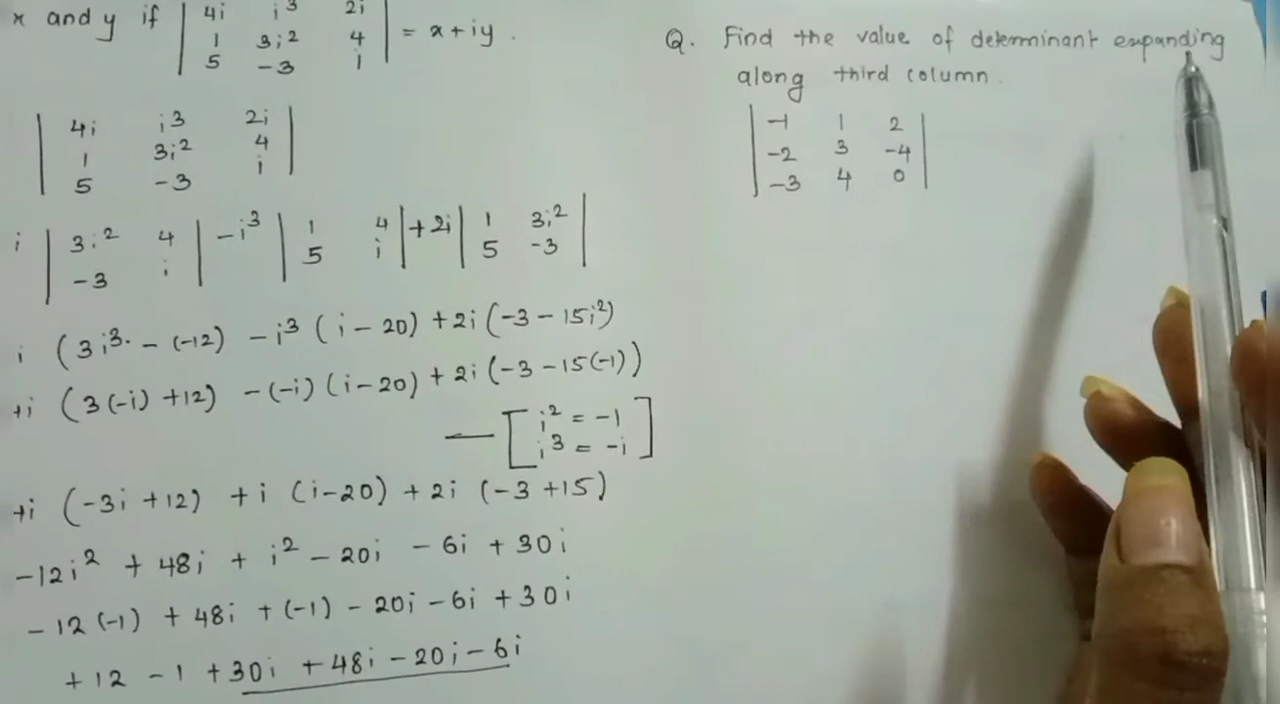 x and y if | 4i i³ 2i | = x + iy .
| 1 3i² 4 |
| 5 -3 i |
| 4i i³ 2i |
| 1 3i² 4 |
| 5 -3 i |
i | 3i² 4 | - i³ | 1 4 | + 2i | 1 3i² |
| -3 i | | 5 i | | 5 -3 |
i (3i³. - (-12) - i³ (i - 20) + 2i (-3 - 15i²)
+i (3(-i) + 12) - (-i) (i - 20) + 2i (-3 - 15(-1))
— [ i² = -1
i³ = -i ]
+i (-3i + 12) + i (i - 20) + 2i (-3 + 15)
-12i² + 48i + i² - 20i - 6i + 30i
- 12 (-1) + 48i + (-1) - 20i - 6i + 30i
+ 12 - 1 + 30i + 48i - 20i - 6i
Q. Find the value of determinant expanding
along third column.
| -1 1 2 |
| -2 3 -4 |
| -3 4 0 |